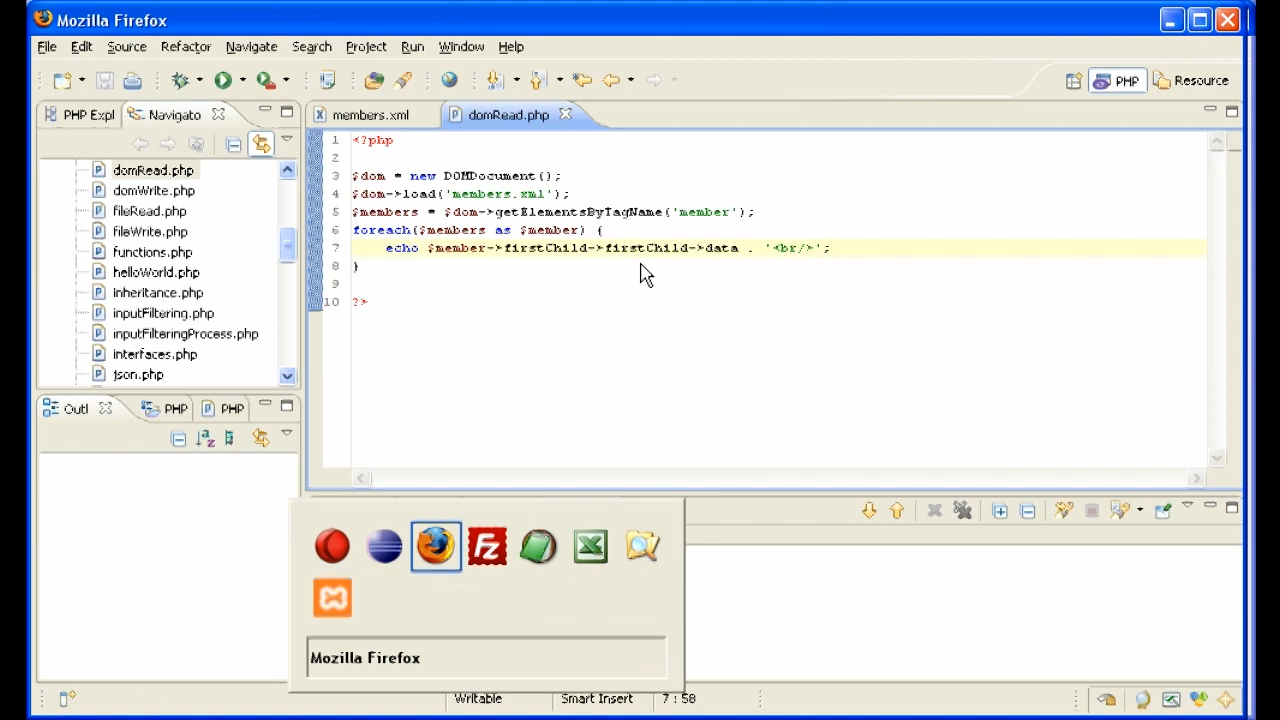 Mozilla Firefox
File Edit Source Refactor Navigate Search Project Run Window Help
PHP Resource
PHP Expl Navigato
members.xml domRead.php
domRead.php
domWrite.php
fileRead.php
fileWrite.php
functions.php
helloWorld.php
inheritance.php
inputFiltering.php
inputFilteringProcess.php
interfaces.php
json.php
1 <?php
2
3 $dom = new DOMDocument();
4 $dom->load('members.xml');
5 $members = $dom->getElementsByTagName('member');
6 foreach($members as $member) {
7 echo $member->firstChild->firstChild->data . '<br/>';
8 }
9
10 ?>
Outl PHP PHP
Fz
Mozilla Firefox
Writable Smart Insert 7 : 58